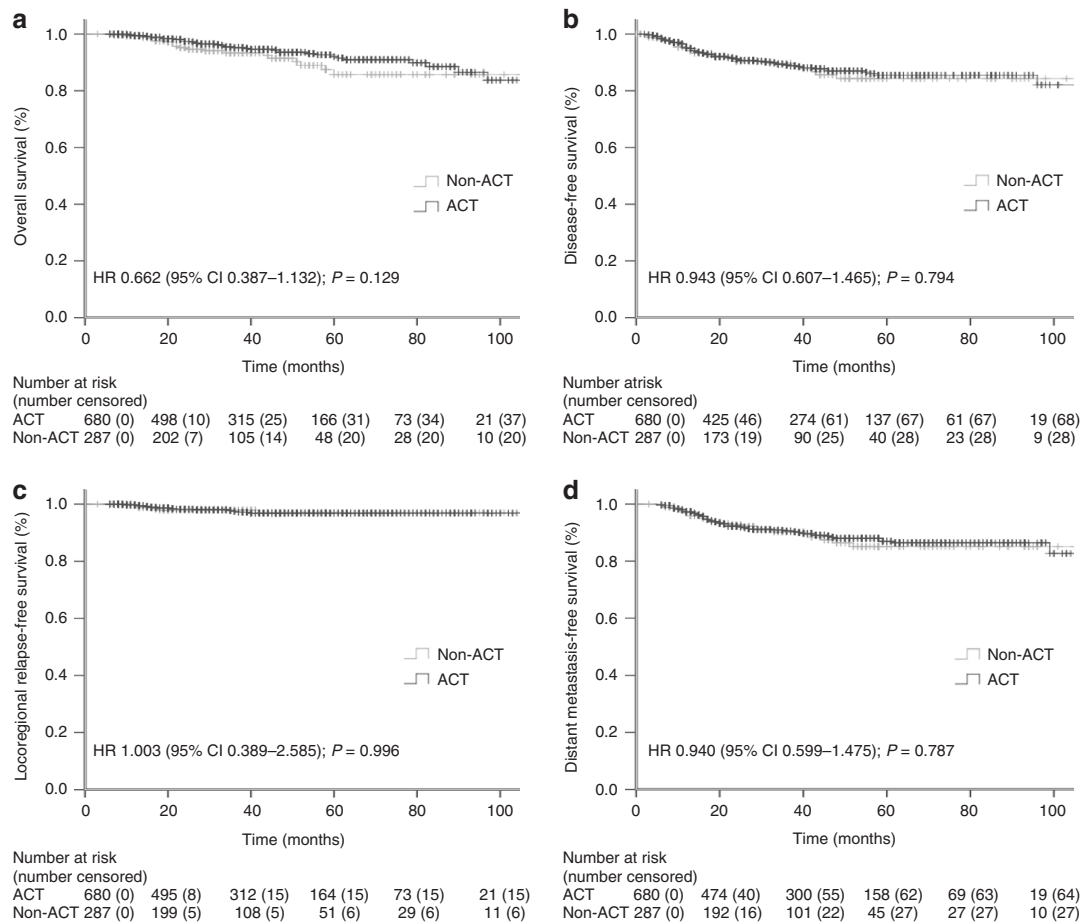 a
Overall survival (%)
1.0
0.8
0.6
0.4
0.2
0.0
Non-ACT
ACT
HR 0.662 (95% CI 0.387–1.132); P = 0.129
0 20 40 60 80 100
Time (months)
Number at risk
(number censored)
ACT 680 (0) 498 (10) 315 (25) 166 (31) 73 (34) 21 (37)
Non-ACT 287 (0) 202 (7) 105 (14) 48 (20) 28 (20) 10 (20)
b
Disease-free survival (%)
1.0
0.8
0.6
0.4
0.2
0.0
Non-ACT
ACT
HR 0.943 (95% CI 0.607–1.465); P = 0.794
0 20 40 60 80 100
Time (months)
Number atrisk
(number censored)
ACT 680 (0) 425 (46) 274 (61) 137 (67) 61 (67) 19 (68)
Non-ACT 287 (0) 173 (19) 90 (25) 40 (28) 23 (28) 9 (28)
c
Locoregional relapse-free survival (%)
1.0
0.8
0.6
0.4
0.2
0.0
Non-ACT
ACT
HR 1.003 (95% CI 0.389–2.585); P = 0.996
0 20 40 60 80 100
Time (months)
Number at risk
(number censored)
ACT 680 (0) 495 (8) 312 (15) 164 (15) 73 (15) 21 (15)
Non-ACT 287 (0) 199 (5) 108 (5) 51 (6) 29 (6) 11 (6)
d
Distant metastasis-free survival (%)
1.0
0.8
0.6
0.4
0.2
0.0
Non-ACT
ACT
HR 0.940 (95% CI 0.599–1.475); P = 0.787
0 20 40 60 80 100
Time (months)
Number at risk
(number censored)
ACT 680 (0) 474 (40) 300 (55) 158 (62) 69 (63) 19 (64)
Non-ACT 287 (0) 192 (16) 101 (22) 45 (27) 27 (27) 10 (27)